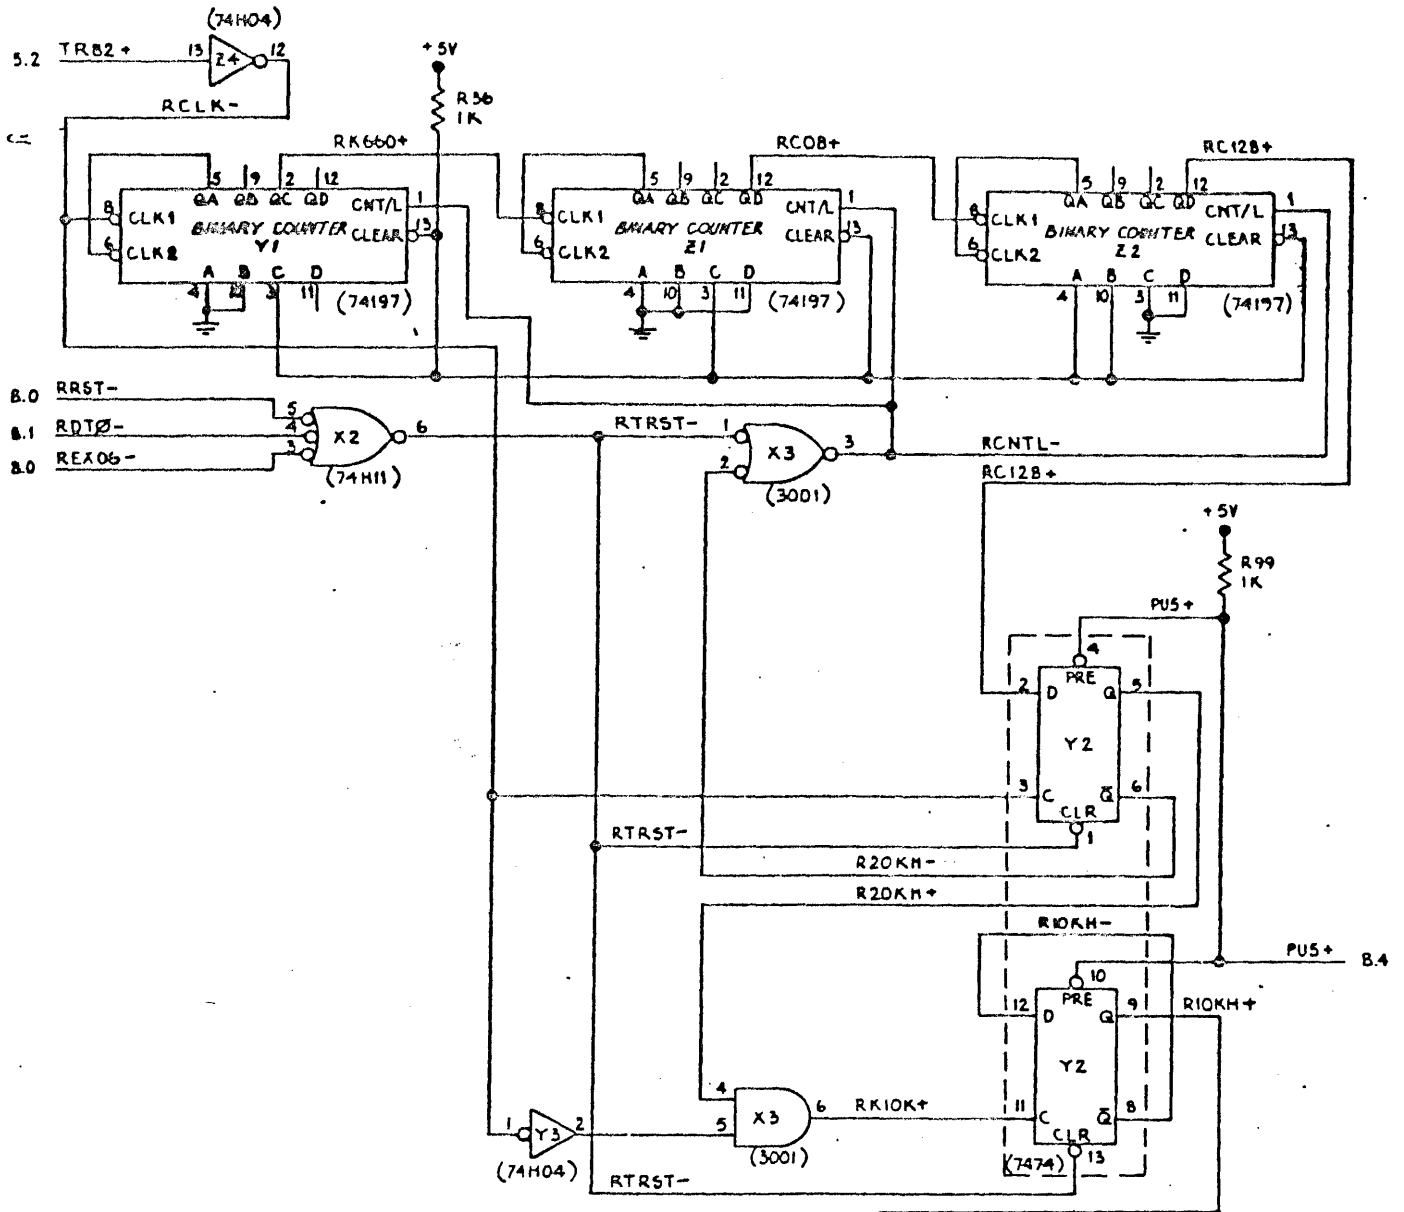 (74H04)
5.2 TRB2+ 13 Z4 12
+5V
RCLK-
R36
1K
RK660+ RC08+ RC128+
5 9 2 12 5 9 2 12 5 9 2 12
QA QB QC QD QA QB QC QD QA QB QC QD
8 CLK1 CNT/L 1 8 CLK1 CNT/L 1 8 CLK1 CNT/L 1
BINARY COUNTER BINARY COUNTER BINARY COUNTER
Y1 Z1 Z2
CLEAR 13 CLEAR 13 CLEAR 13
6 CLK2 6 CLK2 6 CLK2
A B C D A B C D A B C D
4 3 11 4 10 3 11 4 10 3 11
(74197) (74197) (74197)
8.0 RRST-
8.1 RDTØ-
8.0 REX06-
5 4 3 X2 6
(74H11)
RTRST- 1 2 X3 3 RCNTL-
(3001)
RC128+
+5V
R99
1K
PU5+
4
PRE
2 D Q 5
Y2
3 C Q̄ 6
CLR
1
RTRST-
R20KH-
R20KH+
R10KH-
PU5+ 8.4
10
PRE
12 D Q 9 R10KH+
Y2
4 5 X3 6 RK10K+ 11 C Q̄ 8
CLR
13
(7474)
(3001)
1 Y3 2
(74H04)
RTRST-